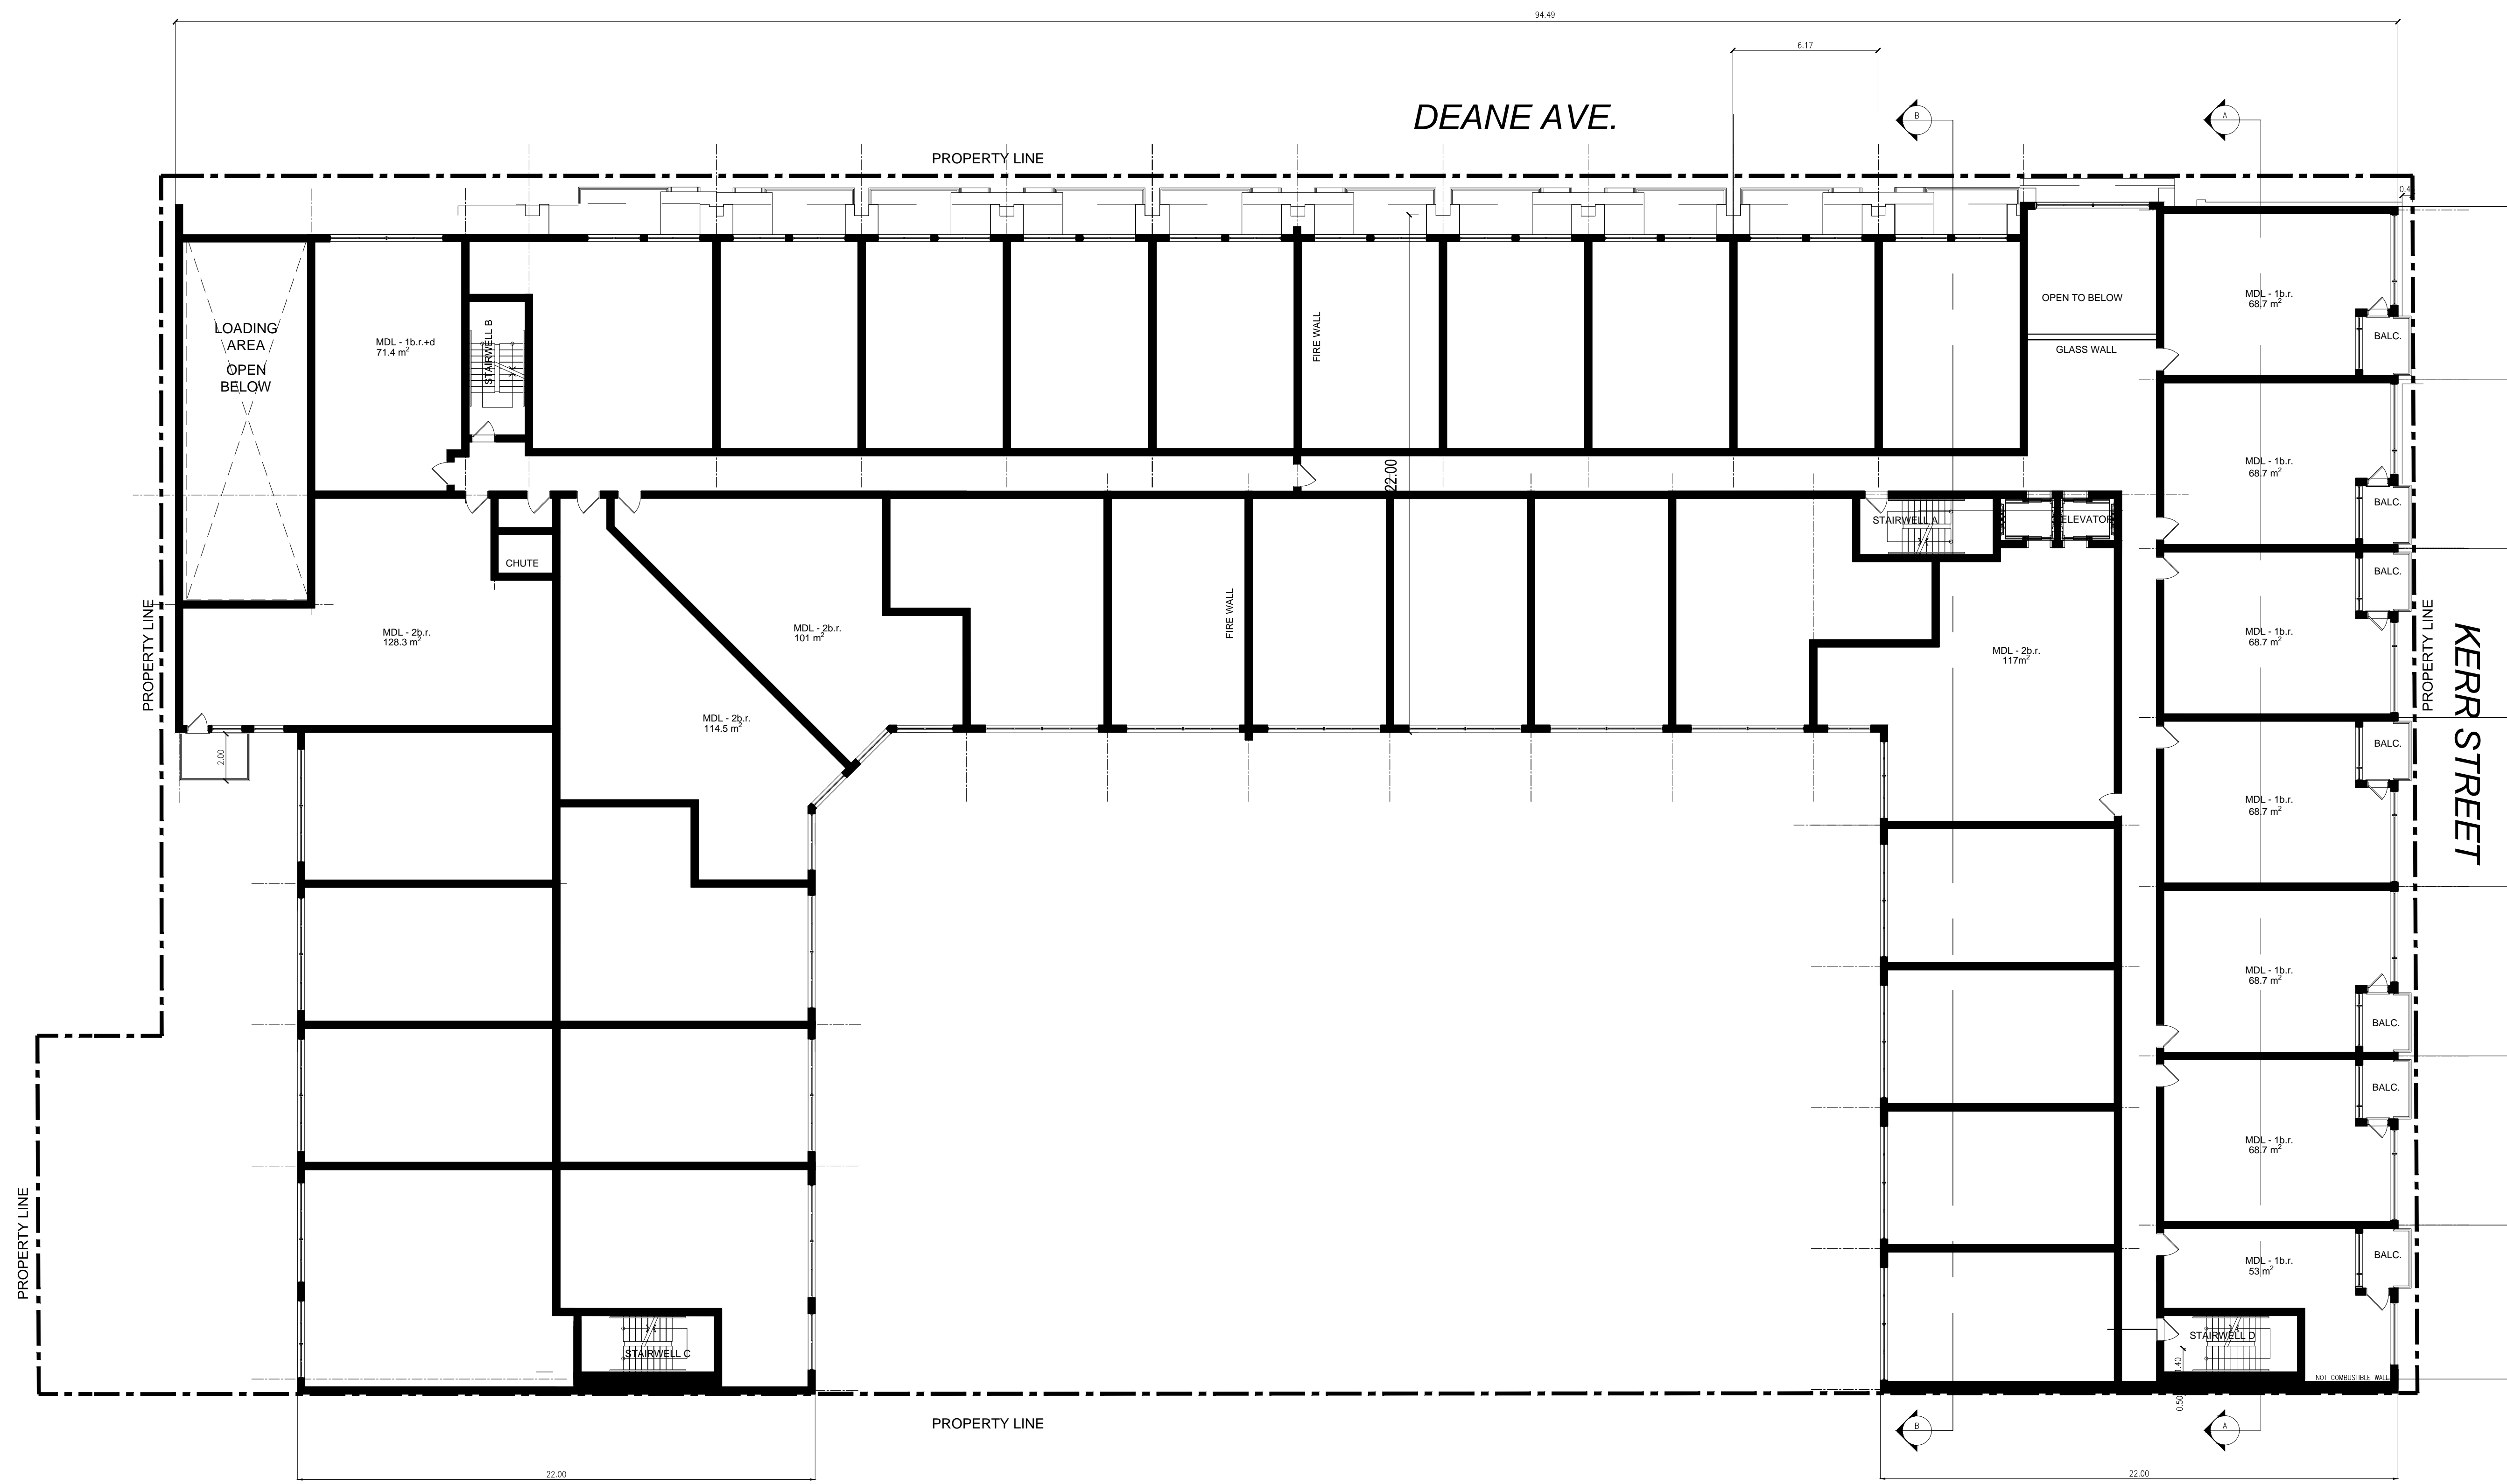 94.49
6.17
DEANE AVE.
B
A
PROPERTY LINE
0.4
LOADING
AREA
OPEN
BELOW
MDL - 1b.r.+d
71.4 m²
STAIRWELL B
FIRE WALL
22.00
OPEN TO BELOW
GLASS WALL
MDL - 1b.r.
68.7 m²
BALC.
MDL - 1b.r.
68.7 m²
BALC.
STAIRWELL A
ELEVATOR
CHUTE
MDL - 2b.r.
128.3 m²
MDL - 2b.r.
101 m²
FIRE WALL
MDL - 2b.r.
117m²
MDL - 1b.r.
68.7 m²
BALC.
PROPERTY LINE
PROPERTY LINE
KERR STREET
MDL - 2b.r.
114.5 m²
2.00
BALC.
MDL - 1b.r.
68.7 m²
MDL - 1b.r.
68.7 m²
BALC.
BALC.
MDL - 1b.r.
68.7 m²
PROPERTY LINE
BALC.
MDL - 1b.r.
53 m²
STAIRWELL C
STAIRWELL D
1.40
NOT COMBUSTIBLE WALL
0.50
PROPERTY LINE
B
A
22.00
22.00